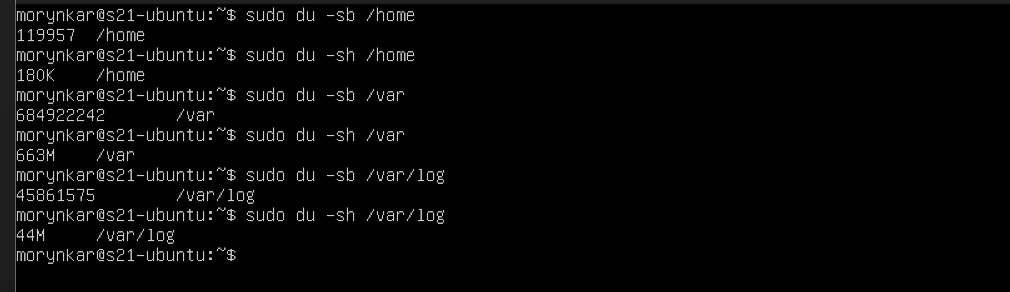 morynkar@s21-ubuntu:~$ sudo du -sb /home
119957  /home
morynkar@s21-ubuntu:~$ sudo du -sh /home
180K    /home
morynkar@s21-ubuntu:~$ sudo du -sb /var
684922242       /var
morynkar@s21-ubuntu:~$ sudo du -sh /var
663M    /var
morynkar@s21-ubuntu:~$ sudo du -sb /var/log
45861575        /var/log
morynkar@s21-ubuntu:~$ sudo du -sh /var/log
44M     /var/log
morynkar@s21-ubuntu:~$